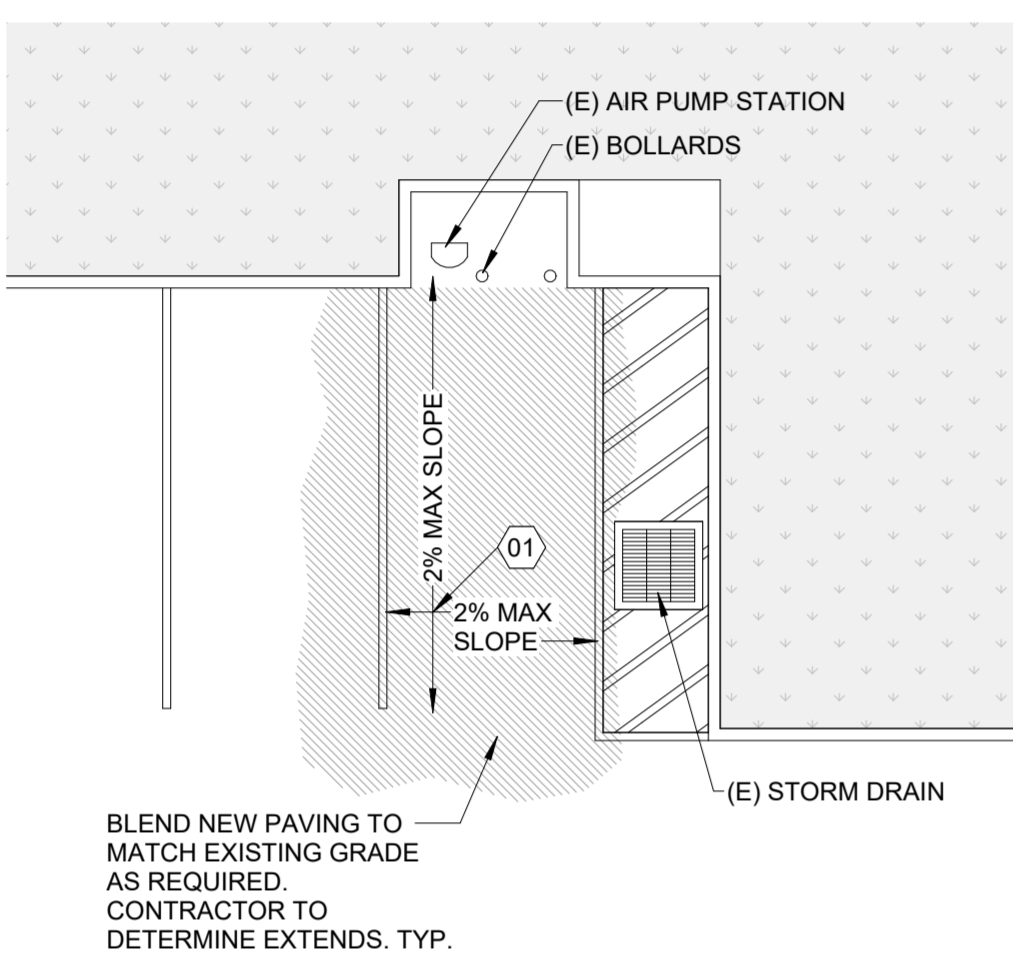 (E) AIR PUMP STATION
(E) BOLLARDS
2% MAX SLOPE
01
2% MAX
SLOPE
(E) STORM DRAIN
BLEND NEW PAVING TO
MATCH EXISTING GRADE
AS REQUIRED.
CONTRACTOR TO
DETERMINE EXTENDS. TYP.